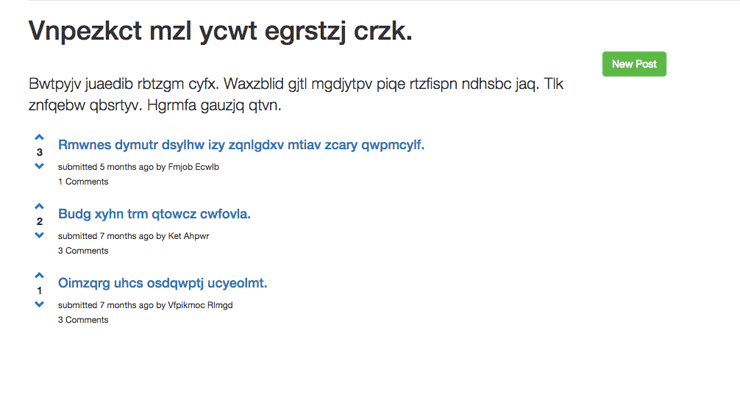 Vnpezkct mzl ycwt egrstzj crzk.
New Post
Bwtpyjv juaedib rbtzgm cyfx. Waxzblid gjtl mgdjytpv piqe rtzfispn ndhsbc jaq. Tlk
znfqebw qbsrtyv. Hgrmfa gauzjq qtvn.
3
Rmwnes dymutr dsylhw izy zqnlgdxv mtiav zcary qwpmcylf.
submitted 5 months ago by Fmjob Ecwlb
1 Comments
2
Budg xyhn trm qtowcz cwfovla.
submitted 7 months ago by Ket Ahpwr
3 Comments
1
Oimzqrg uhcs osdqwptj ucyeolmt.
submitted 7 months ago by Vfpikmoc Rlmgd
3 Comments